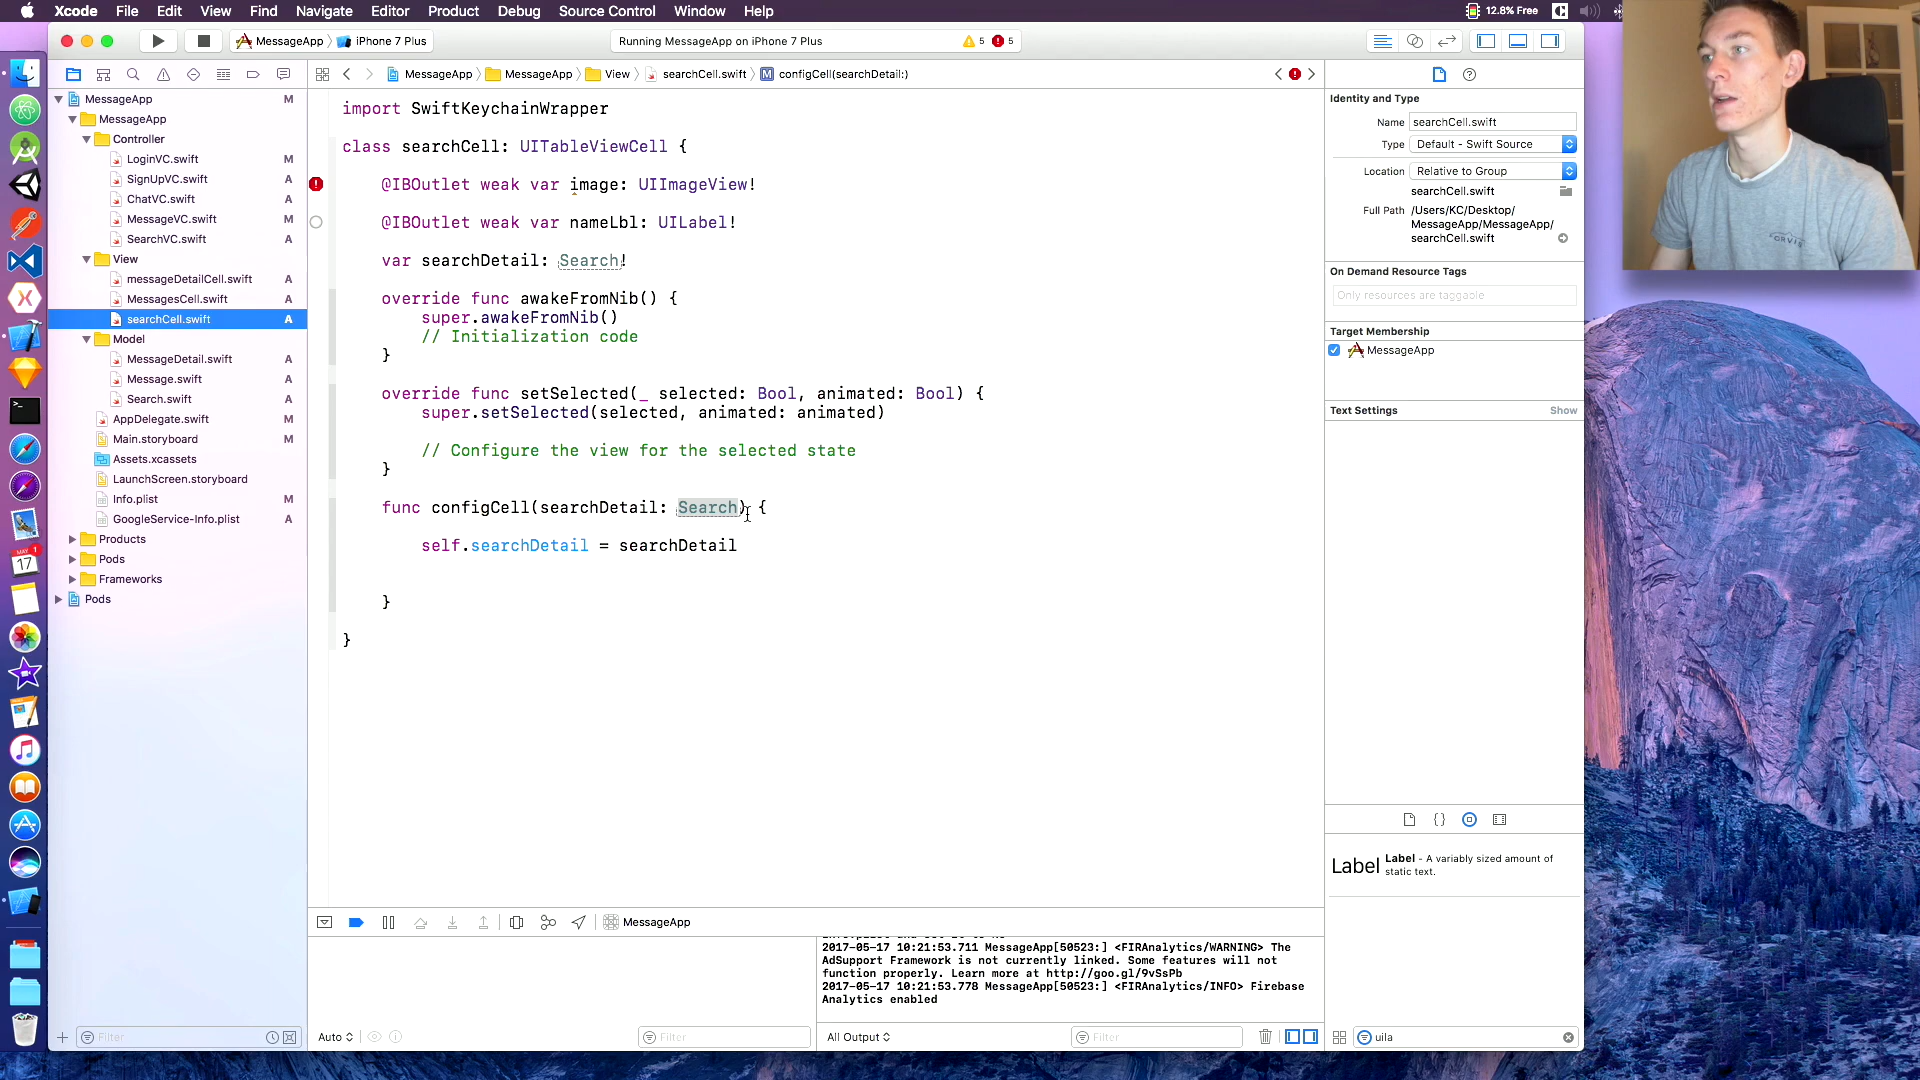 Xcode File Edit View Find Navigate Editor Product Debug Source Control Window Help 12.8% Free
MessageApp iPhone 7 Plus Running MessageApp on iPhone 7 Plus 5 5
MessageApp MessageApp View searchCell.swift M configCell(searchDetail:)
MessageApp M
MessageApp
Controller
LoginVC.swift M
SignUpVC.swift A
ChatVC.swift A
MessageVC.swift M
SearchVC.swift A
View
messageDetailCell.swift A
MessagesCell.swift A
searchCell.swift A
Model
MessageDetail.swift A
Message.swift A
Search.swift A
AppDelegate.swift M
Main.storyboard M
Assets.xcassets
LaunchScreen.storyboard
Info.plist M
GoogleService-Info.plist A
Products
Pods
Frameworks
Pods
Filter
import SwiftKeychainWrapper
class searchCell: UITableViewCell {
@IBOutlet weak var image: UIImageView!
@IBOutlet weak var nameLbl: UILabel!
var searchDetail: Search!
override func awakeFromNib() {
super.awakeFromNib()
// Initialization code
}
override func setSelected(_ selected: Bool, animated: Bool) {
super.setSelected(selected, animated: animated)
// Configure the view for the selected state
}
func configCell(searchDetail: Search) {
self.searchDetail = searchDetail
}
}
MessageApp
2017-05-17 10:21:53.711 MessageApp[50523:] <FIRAnalytics/WARNING> The
AdSupport Framework is not currently linked. Some features will not
function properly. Learn more at http://goo.gl/9vSsPb
2017-05-17 10:21:53.778 MessageApp[50523:] <FIRAnalytics/INFO> Firebase
Analytics enabled
Auto Filter All Output Filter
Identity and Type
Name searchCell.swift
Type Default - Swift Source
Location Relative to Group
searchCell.swift
Full Path /Users/KC/Desktop/
MessageApp/MessageApp/
searchCell.swift
On Demand Resource Tags
Only resources are taggable
Target Membership
MessageApp
Text Settings Show
Label Label - A variably sized amount of
static text.
uila
MAY
17
1
ORVIS